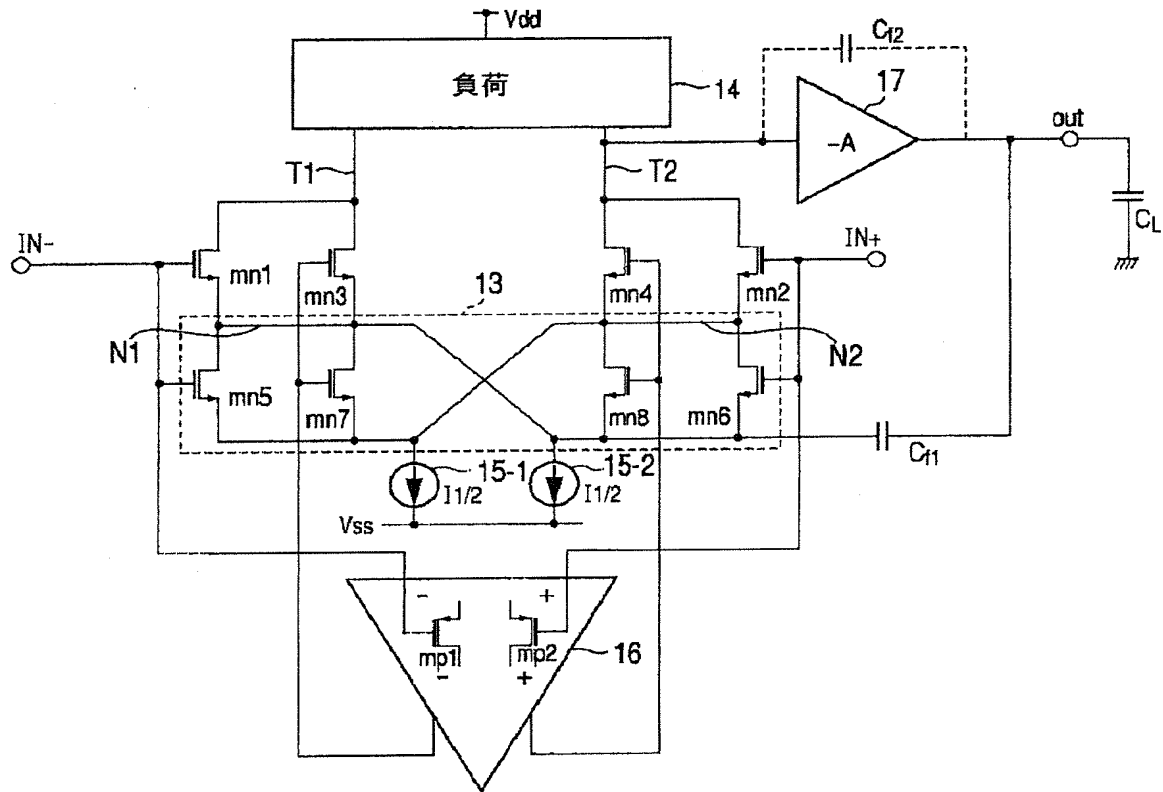 Vdd
Cf2
負荷
14
17
-A
out
CL
T1
T2
IN-
IN+
mn1
mn3
mn4
mn2
13
N1
N2
mn5
mn7
mn8
mn6
Cf1
15-1
15-2
I1/2
I1/2
Vss
-
+
mp1
mp2
16
-
+